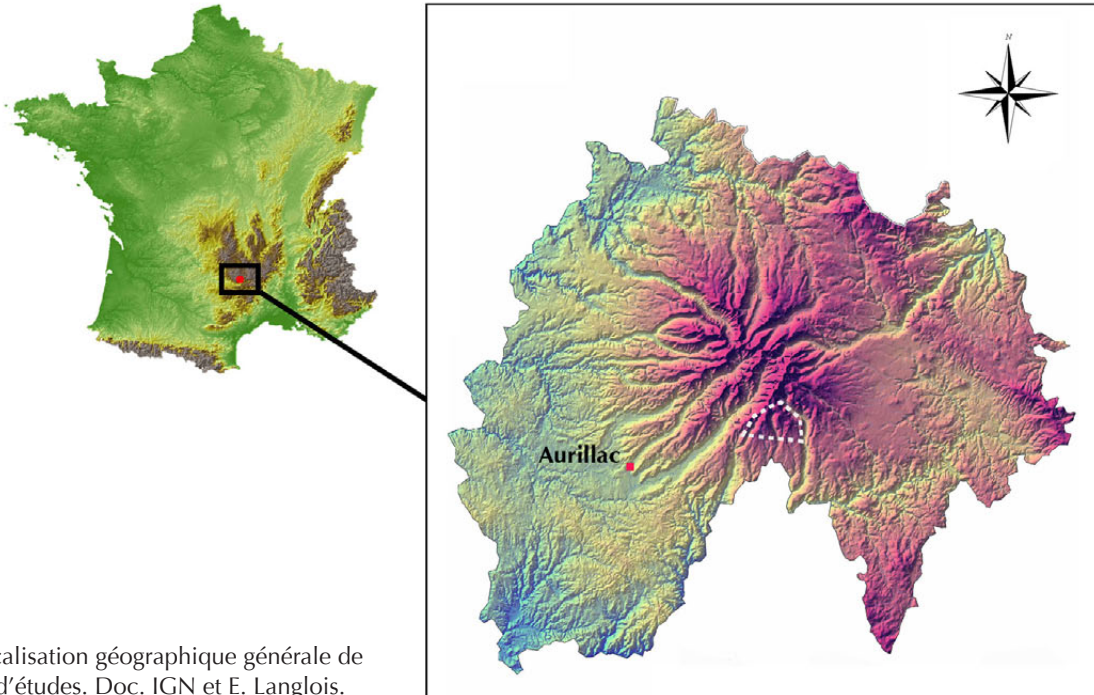 N
Aurillac
calisation géographique générale de
d'études. Doc. IGN et E. Langlois.